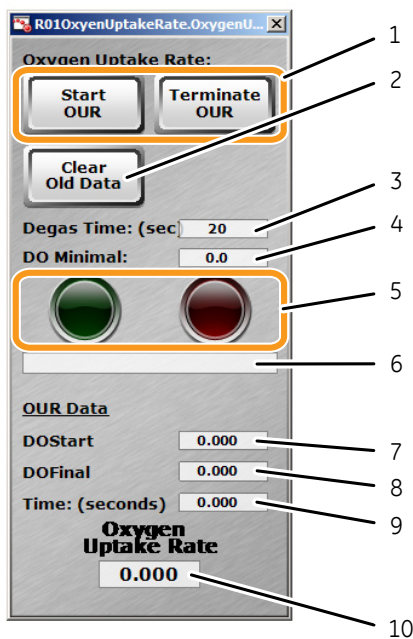 R01OxyenUptakeRate.OxygenU...
1
Oxygen Uptake Rate:
Start OUR
Terminate OUR
2
Clear Old Data
3
Degas Time: (sec) 20
4
DO Minimal: 0.0
5
6
OUR Data
DOStart 0.000
7
DOFinal 0.000
8
Time: (seconds) 0.000
9
Oxygen
Uptake Rate
0.000
10